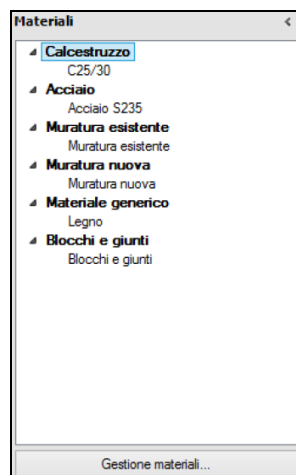 Materiali
Calcestruzzo
C25/30
Acciaio
Acciaio S235
Muratura esistente
Muratura esistente
Muratura nuova
Muratura nuova
Materiale generico
Legno
Blocchi e giunti
Blocchi e giunti
Gestione materiali...